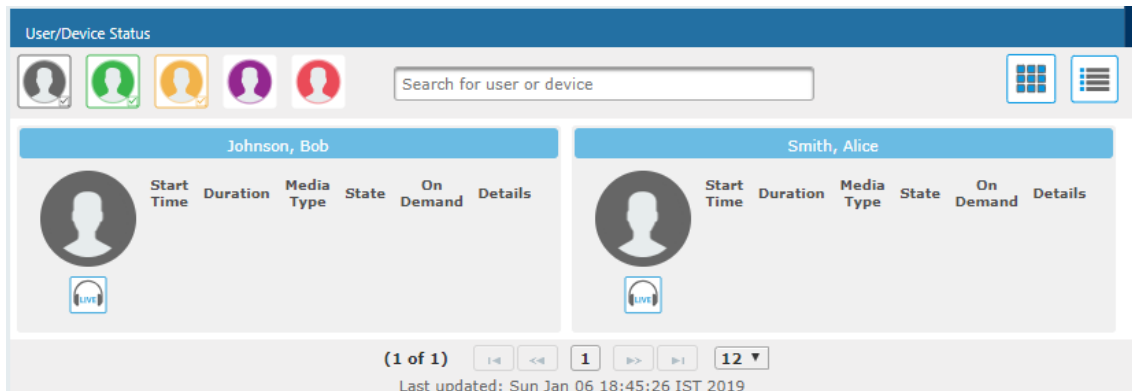 User/Device Status
Search for user or device
Johnson, Bob
Start Time Duration Media Type State On Demand Details
LIVE
Smith, Alice
Start Time Duration Media Type State On Demand Details
LIVE
(1 of 1) 1 12
Last updated: Sun Jan 06 18:45:26 IST 2019